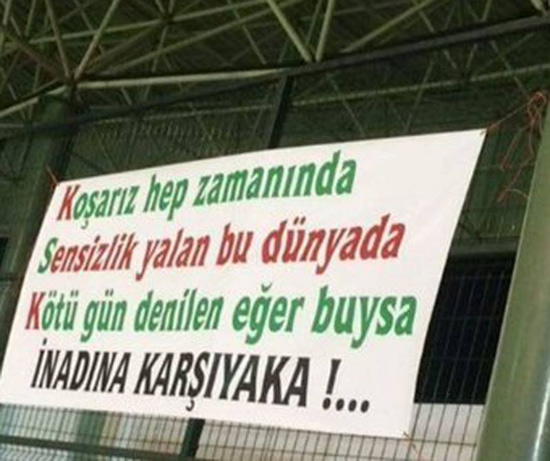 Koşarız hep zamanında
Sensizlik yalan bu dünyada
Kötü gün denilen eğer buysa
İNADINA KARŞIYAKA !....